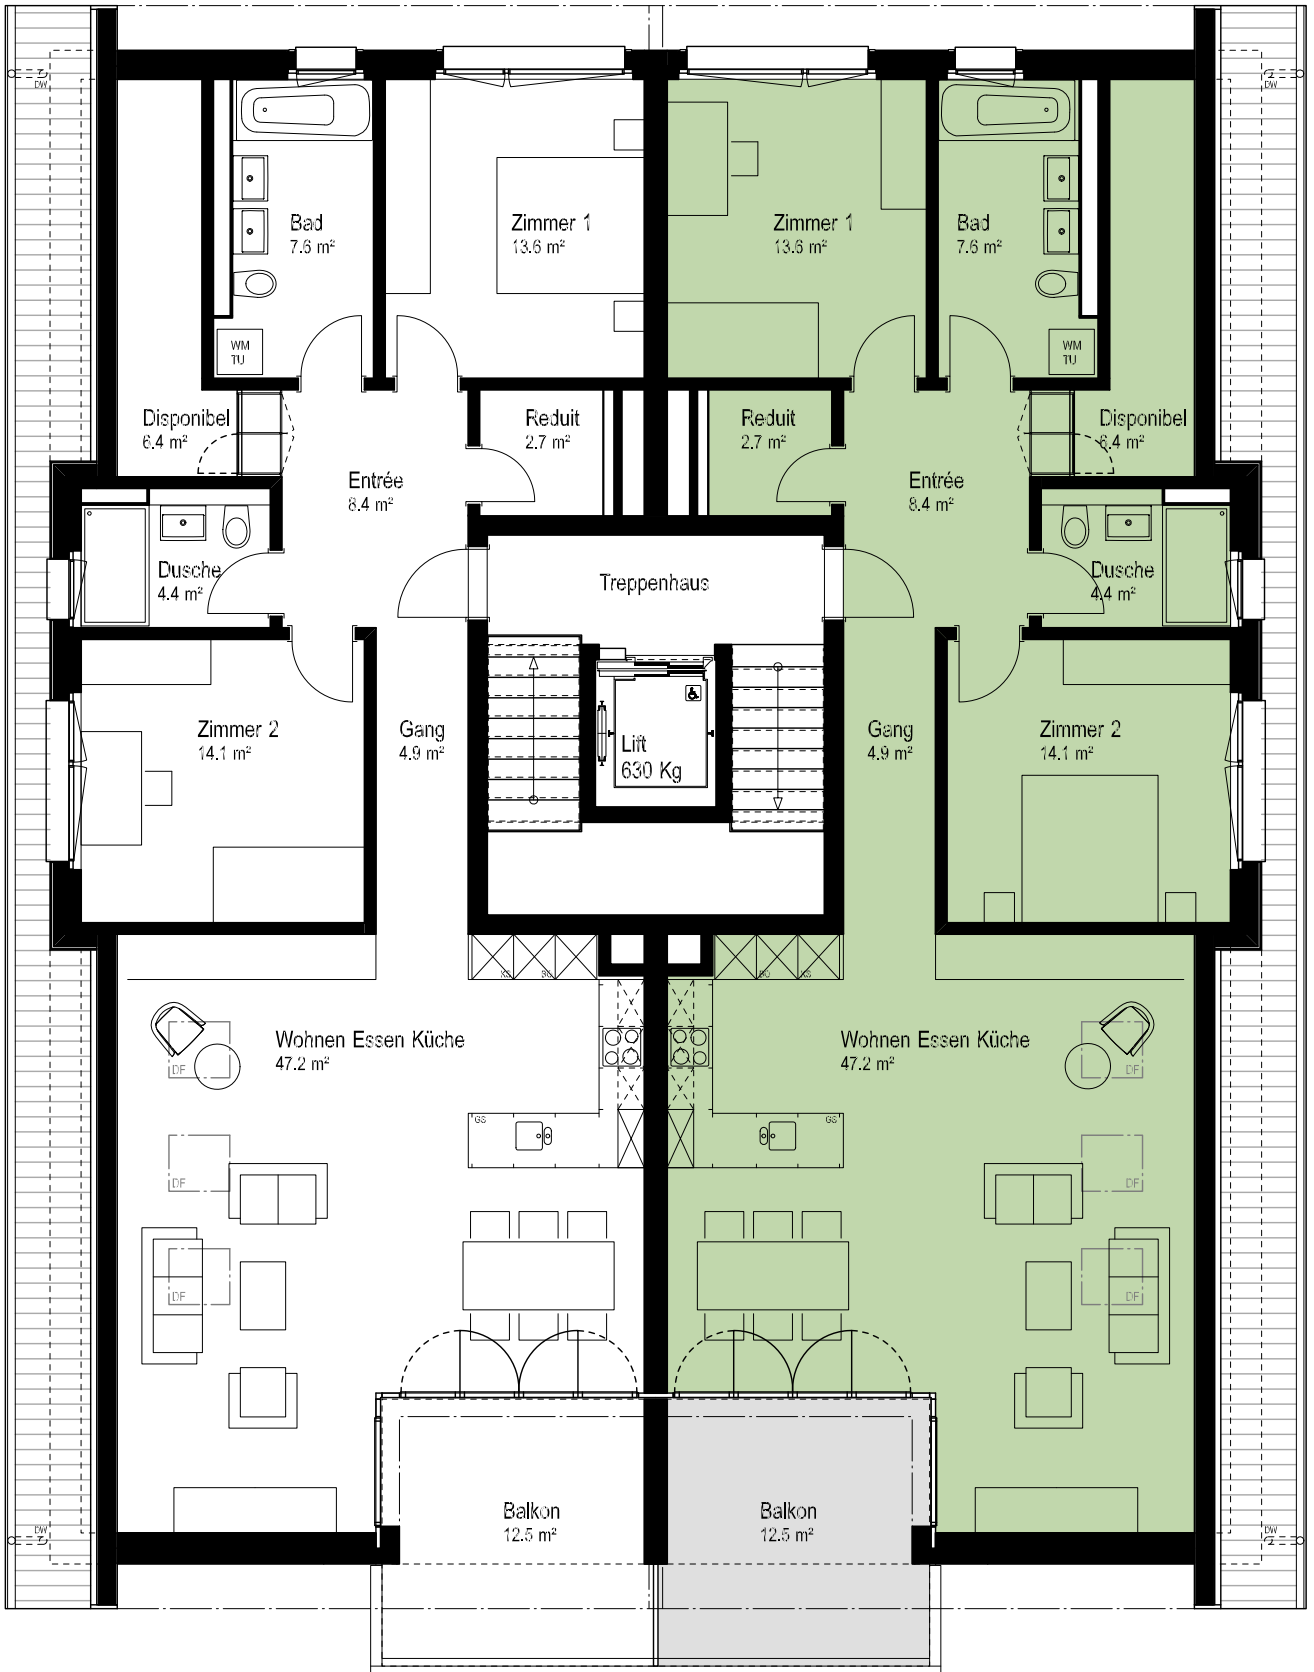 DW
DW
Bad
7.6 m²
Zimmer 1
13.6 m²
Zimmer 1
13.6 m²
Bad
7.6 m²
WM
TU
WM
TU
Disponibel
6.4 m²
Reduit
2.7 m²
Reduit
2.7 m²
Disponibel
6.4 m²
Entrée
8.4 m²
Entrée
8.4 m²
Dusche
4.4 m²
Treppenhaus
Dusche
4.4 m²
Zimmer 2
14.1 m²
Gang
4.9 m²
Lift
630 Kg
Gang
4.9 m²
Zimmer 2
14.1 m²
KS
BO
BO
KS
Wohnen Essen Küche
47.2 m²
Wohnen Essen Küche
47.2 m²
DF
DF
GS
GS
DF
DF
DF
DF
Balkon
12.5 m²
Balkon
12.5 m²
DW
DW